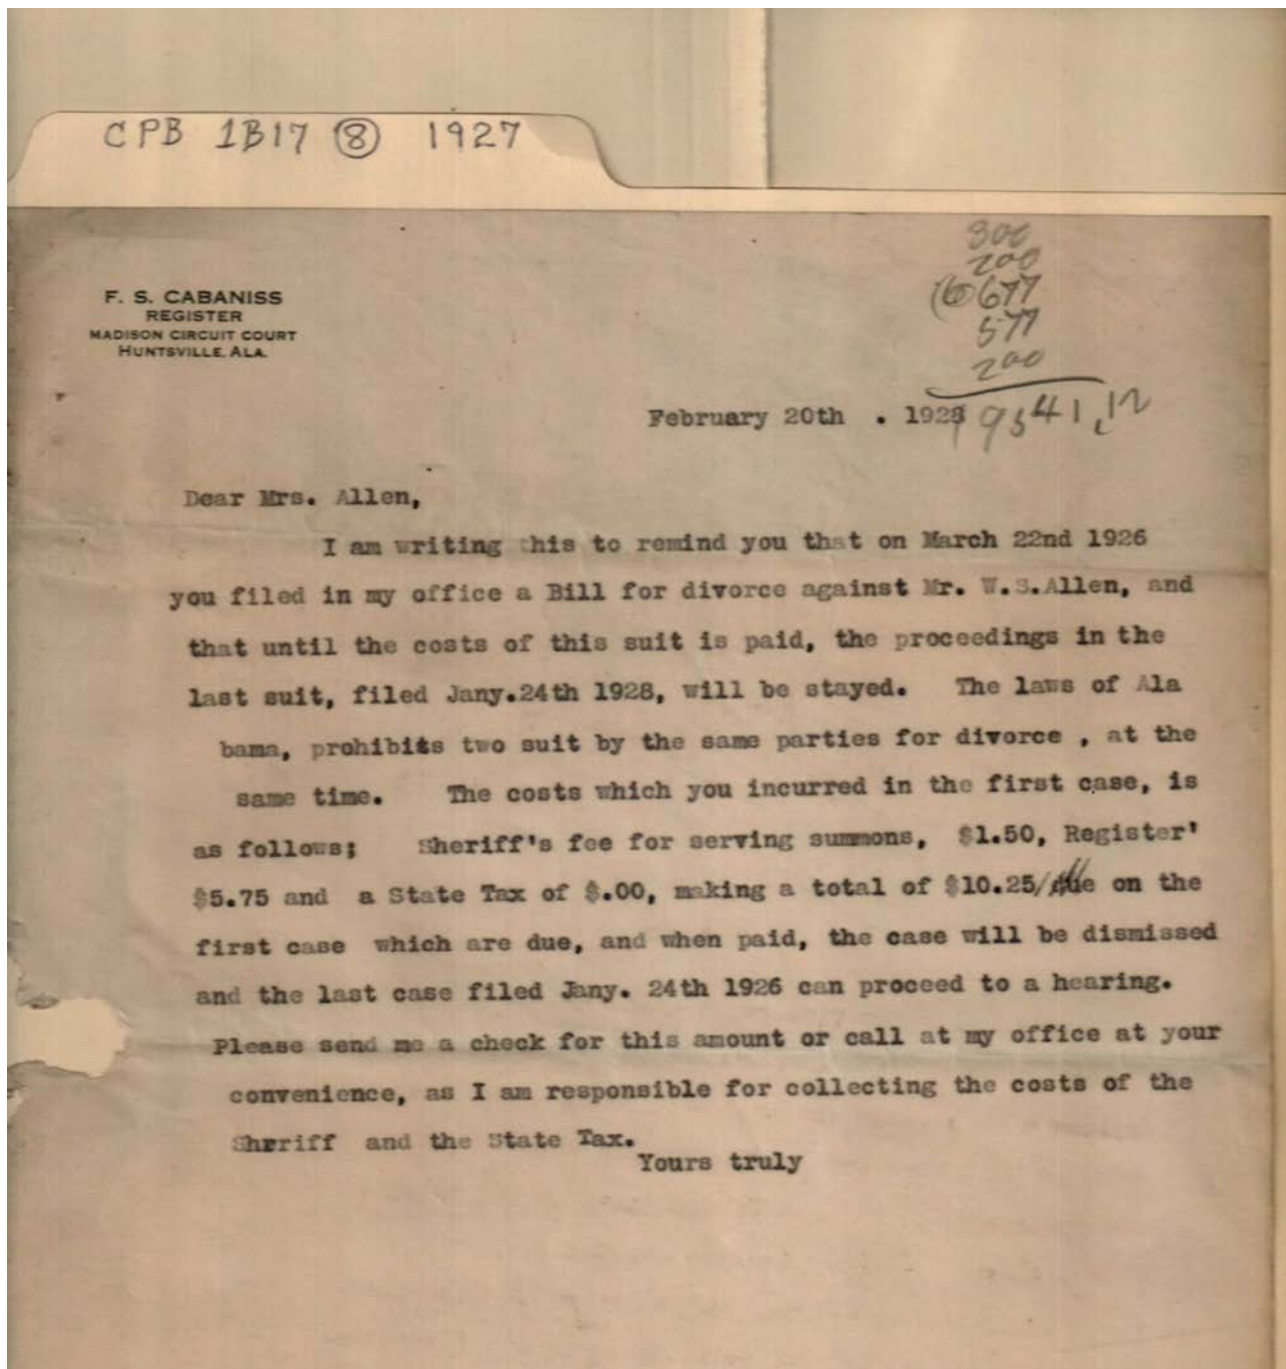 CPB 1B17 ⑧ 1927
F. S. CABANISS
REGISTER
MADISON CIRCUIT COURT
HUNTSVILLE, ALA.
300
200
677
577
200
February 20th . 1928
Dear Mrs. Allen,
I am writing this to remind you that on March 22nd 1926
you filed in my office a Bill for divorce against Mr. W.S.Allen, and
that until the costs of this suit is paid, the proceedings in the
last suit, filed Jany.24th 1928, will be stayed. The laws of Ala
bama, prohibits two suit by the same parties for divorce , at the
same time. The costs which you incurred in the first case, is
as follows; Sheriff's fee for serving summons, $1.50, Register'
$5.75 and a State Tax of $.00, making a total of $10.25/due on the
first case which are due, and when paid, the case will be dismissed
and the last case filed Jany. 24th 1926 can proceed to a hearing.
Please send me a check for this amount or call at my office at your
convenience, as I am responsible for collecting the costs of the
Sheriff and the State Tax.
Yours truly